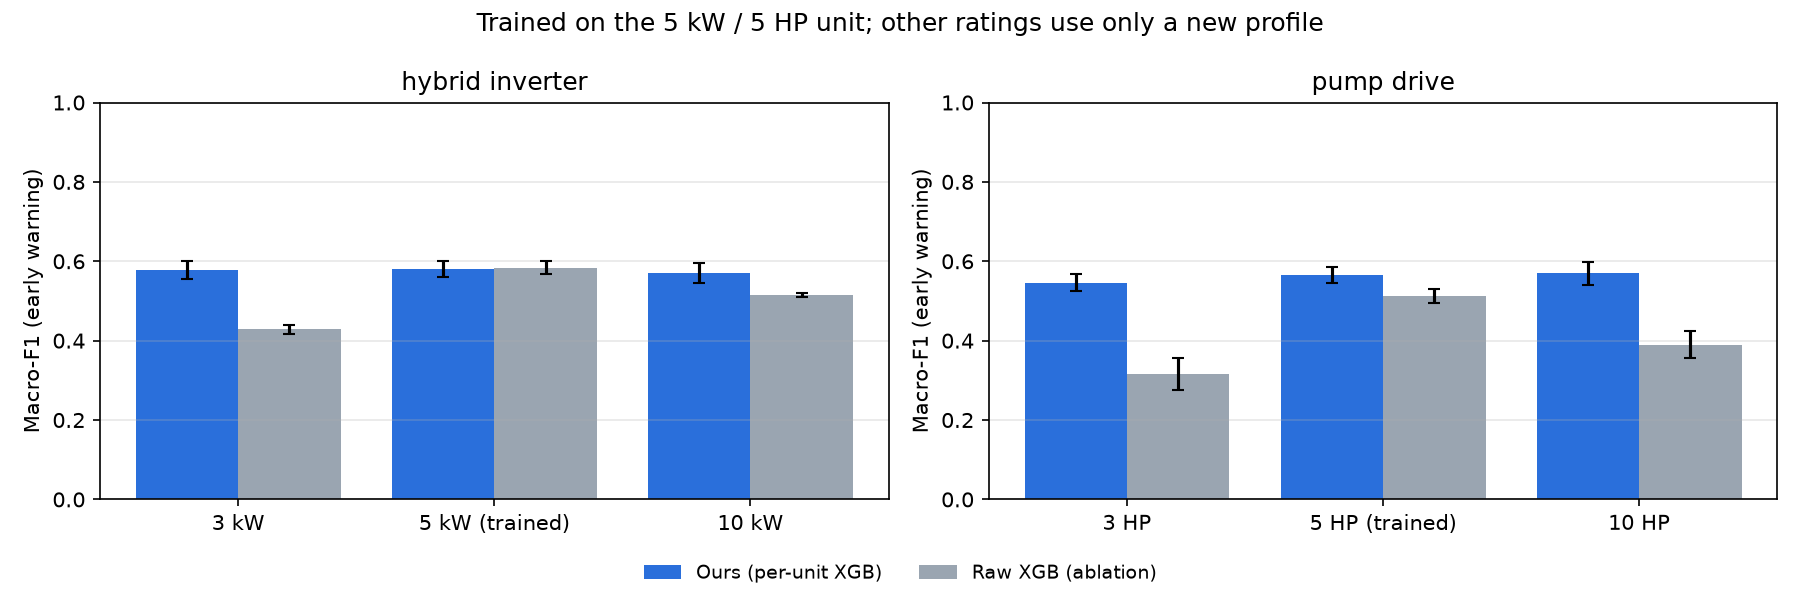 Trained on the 5 kW / 5 HP unit; other ratings use only a new profile
hybrid inverter
Macro-F1 (early warning)
1.0
0.8
0.6
0.4
0.2
0.0
3 kW
5 kW (trained)
10 kW
pump drive
Macro-F1 (early warning)
1.0
0.8
0.6
0.4
0.2
0.0
3 HP
5 HP (trained)
10 HP
Ours (per-unit XGB)
Raw XGB (ablation)